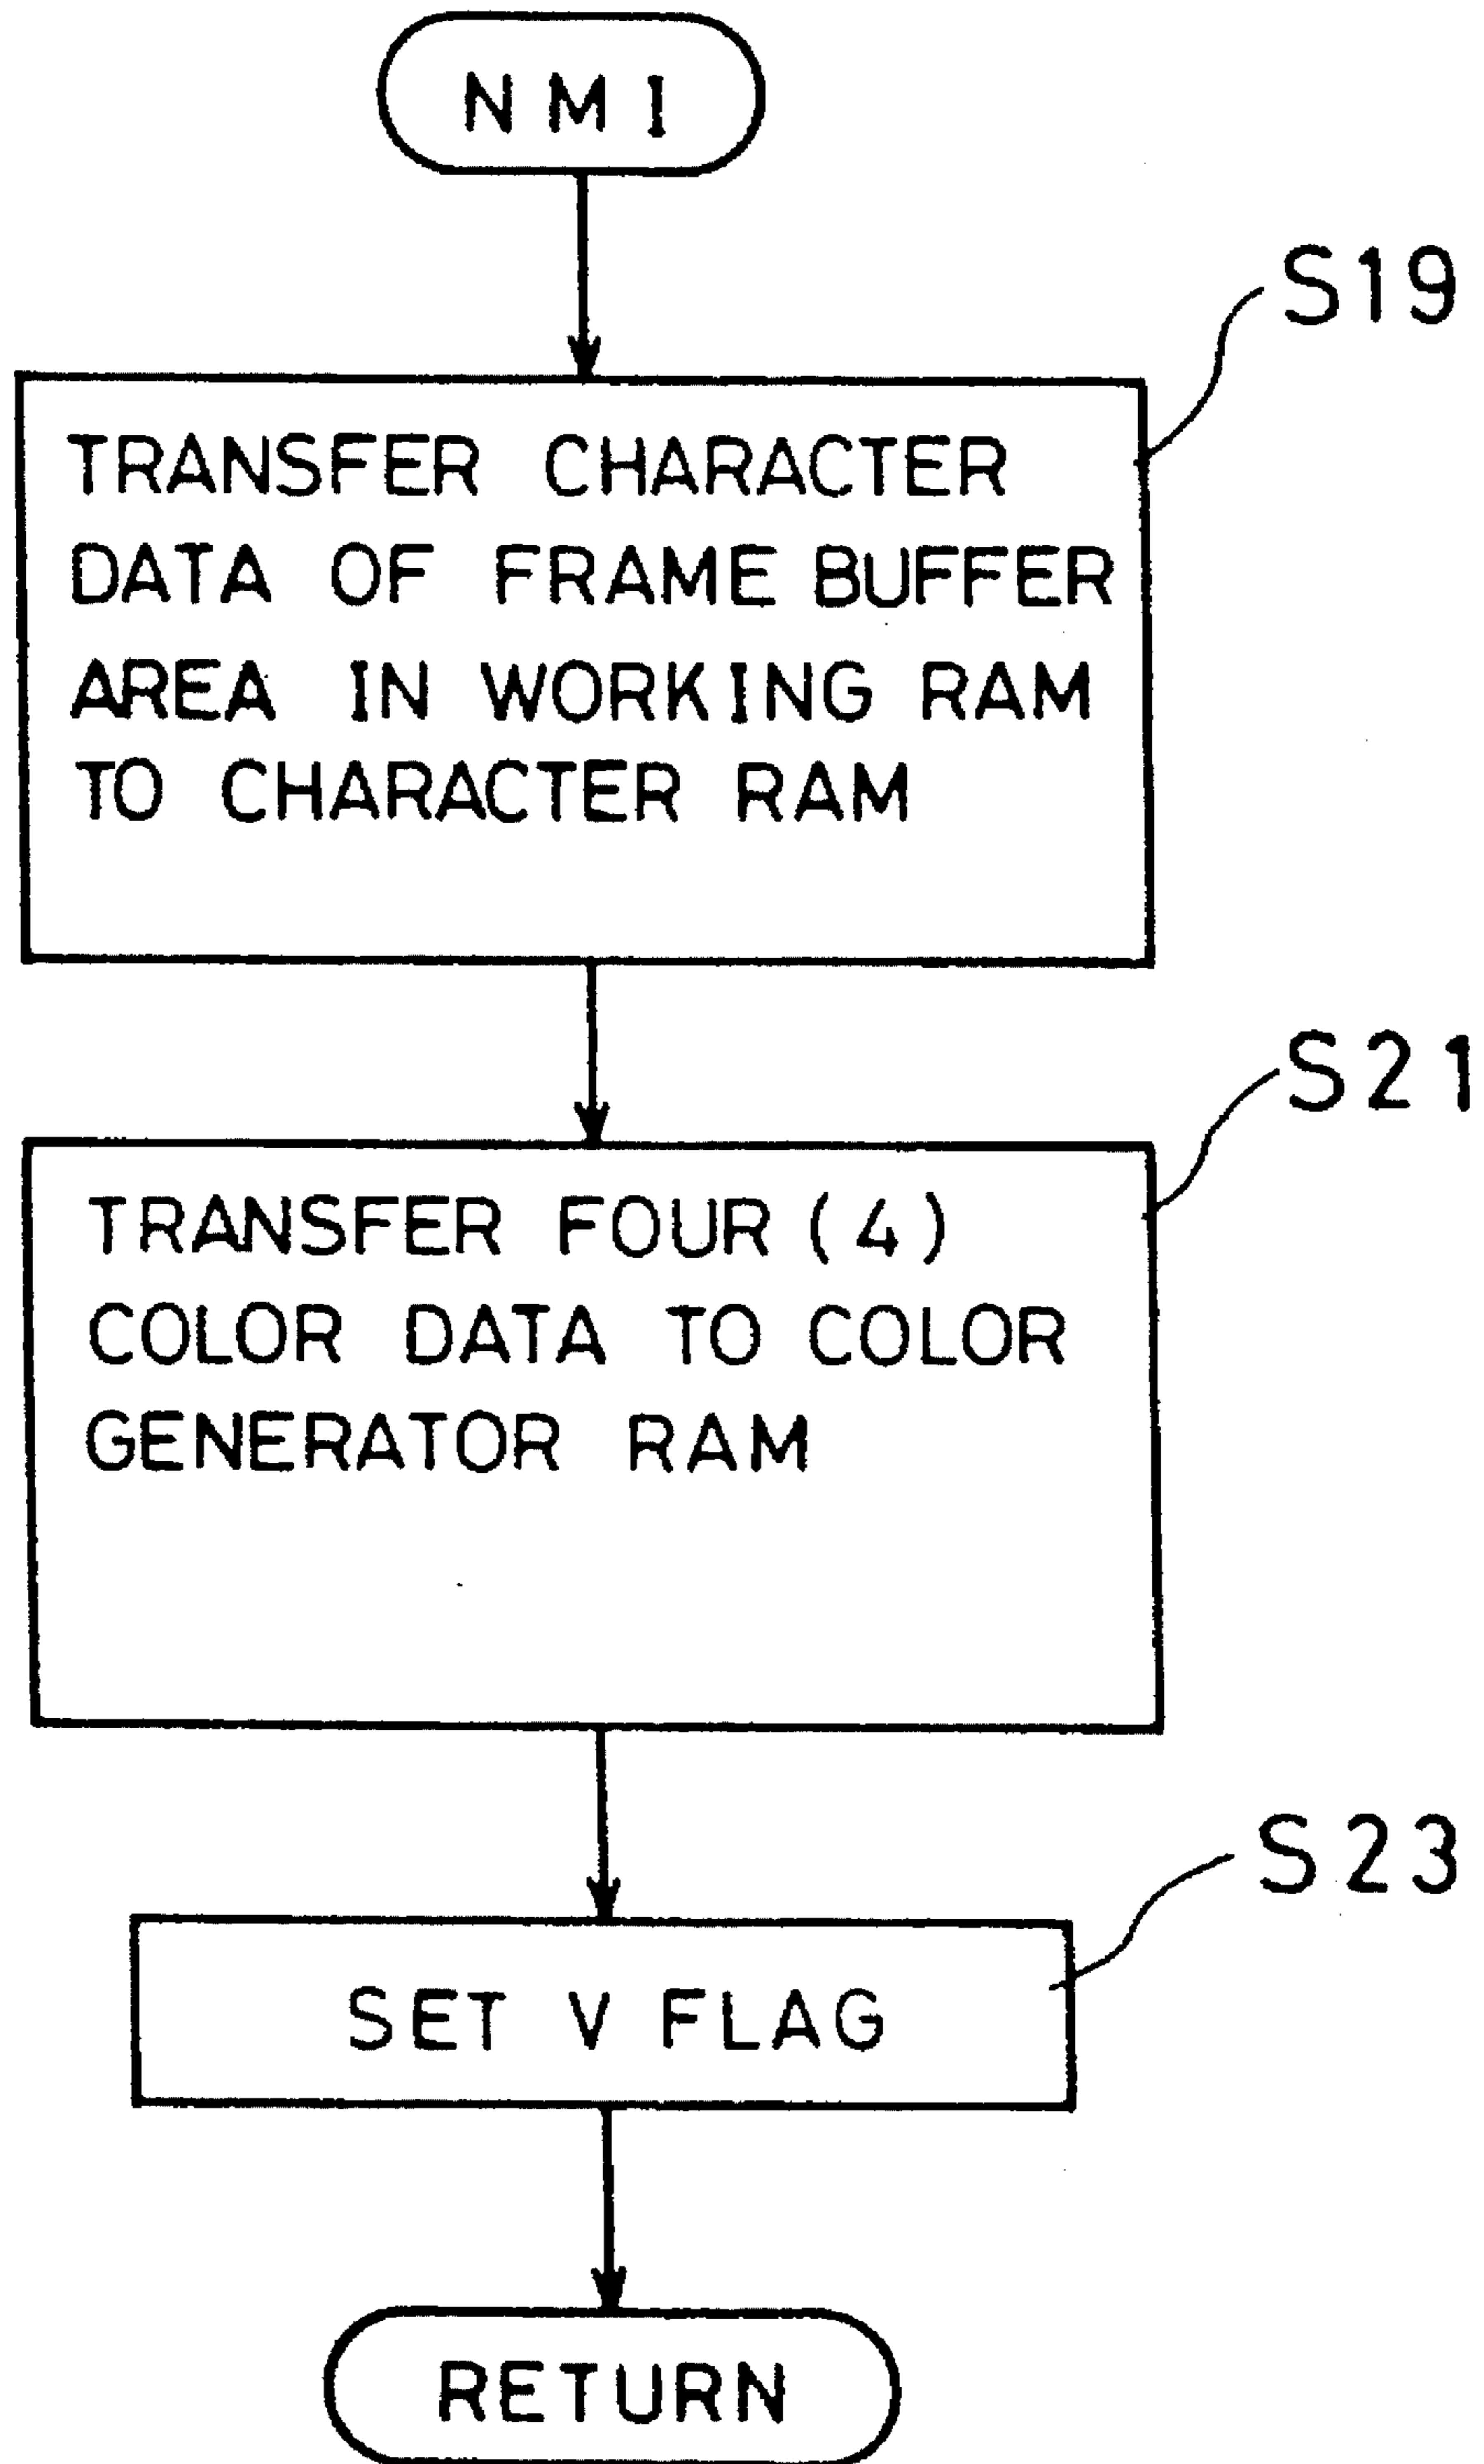 NMI
S19
TRANSFER CHARACTER
DATA OF FRAME BUFFER
AREA IN WORKING RAM
TO CHARACTER RAM
S21
TRANSFER FOUR (4)
COLOR DATA TO COLOR
GENERATOR RAM
S23
SET V FLAG
RETURN